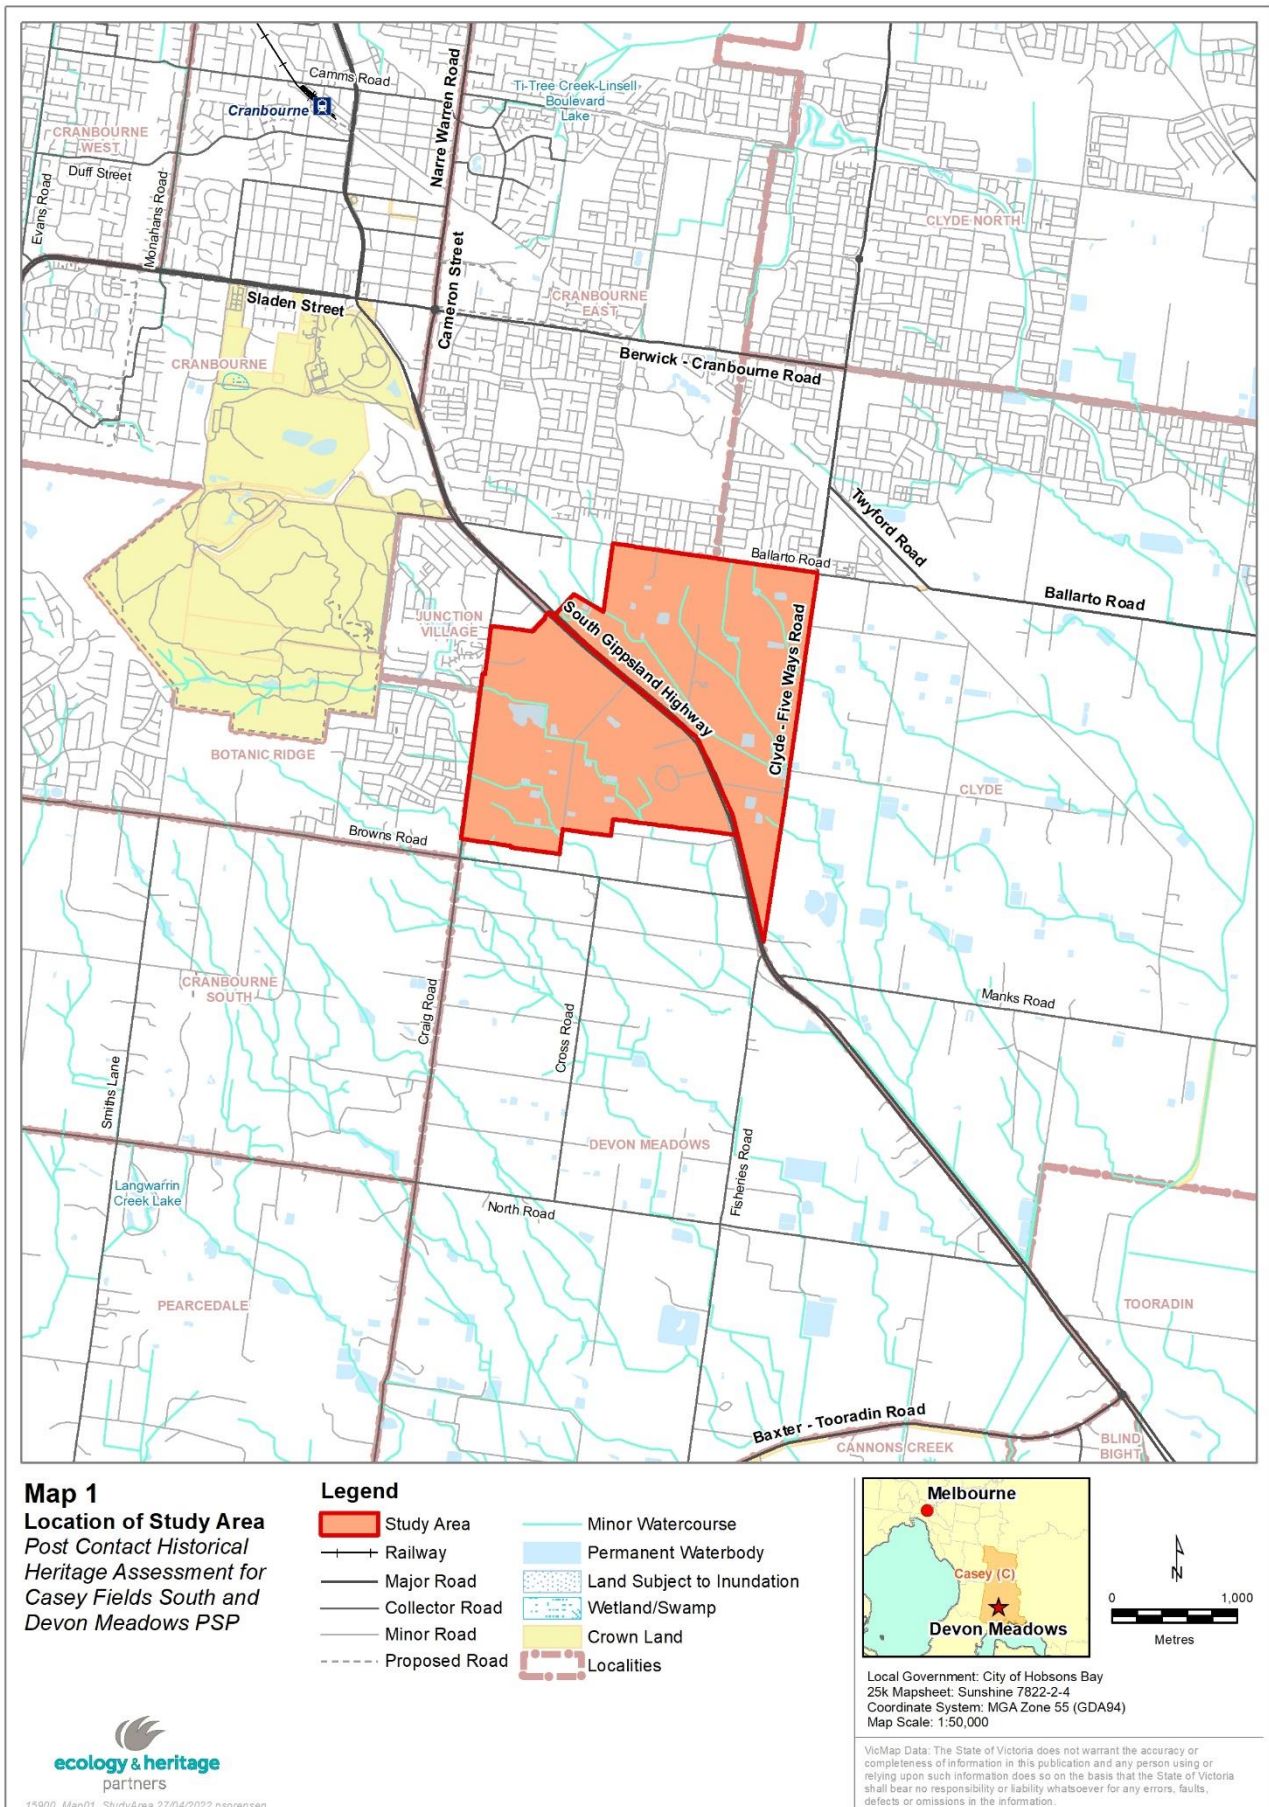 Camms Road
Cranbourne
Narre Warren Road
Ti-Tree Creek-Linsell
Boulevard
Lake
CRANBOURNE
WEST
Duff Street
Evans Road
Monahans Road
CLYDE NORTH
Sladen Street
Cameron Street
CRANBOURNE
EAST
Berwick - Cranbourne Road
CRANBOURNE
Twyford Road
Ballarto Road
Ballarto Road
JUNCTION
VILLAGE
South Gippsland Highway
Clyde - Five Ways Road
BOTANIC RIDGE
CLYDE
Browns Road
CRANBOURNE
SOUTH
Craig Road
Cross Road
Manks Road
Smiths Lane
DEVON MEADOWS
Fisheries Road
Langwarrin
Creek Lake
North Road
PEARCEDALE
TOORADIN
Baxter - Tooradin Road
CANNONS CREEK
BLIND
BIGHT
Map 1
Location of Study Area
Post Contact Historical
Heritage Assessment for
Casey Fields South and
Devon Meadows PSP
Legend
Study Area
Railway
Major Road
Collector Road
Minor Road
Proposed Road
Minor Watercourse
Permanent Waterbody
Land Subject to Inundation
Wetland/Swamp
Crown Land
Localities
Melbourne
Casey (C)
Devon Meadows
N
0 1,000
Metres
Local Government: City of Hobsons Bay
25k Mapsheet: Sunshine 7822-2-4
Coordinate System: MGA Zone 55 (GDA94)
Map Scale: 1:50,000
VicMap Data: The State of Victoria does not warrant the accuracy or
completeness of information in this publication and any person using or
relying upon such information does so on the basis that the State of Victoria
shall bear no responsibility or liability whatsoever for any errors, faults,
defects or omissions in the information.
ecology & heritage
partners
15900_Map01_StudyArea 27/04/2022 psorensen